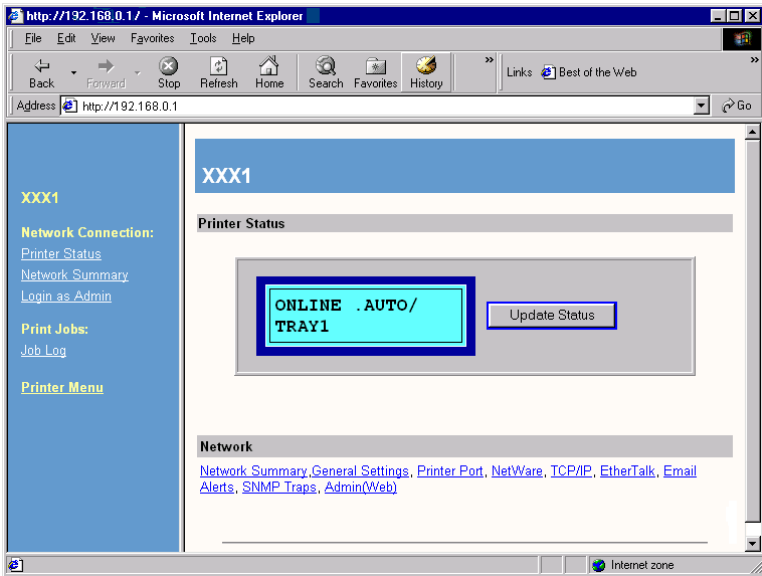 http://192.168.0.1/ - Microsoft Internet Explorer
File Edit View Favorites Tools Help
Back Forward Stop Refresh Home Search Favorites History » Links Best of the Web »
Address http://192.168.0.1 Go
XXX1
Network Connection:
Printer Status
Network Summary
Login as Admin
Print Jobs:
Job Log
Printer Menu
XXX1
Printer Status
ONLINE .AUTO/
TRAY1
Update Status
Network
Network Summary,General Settings, Printer Port, NetWare, TCP/IP, EtherTalk, Email
Alerts, SNMP Traps, Admin(Web)
Internet zone